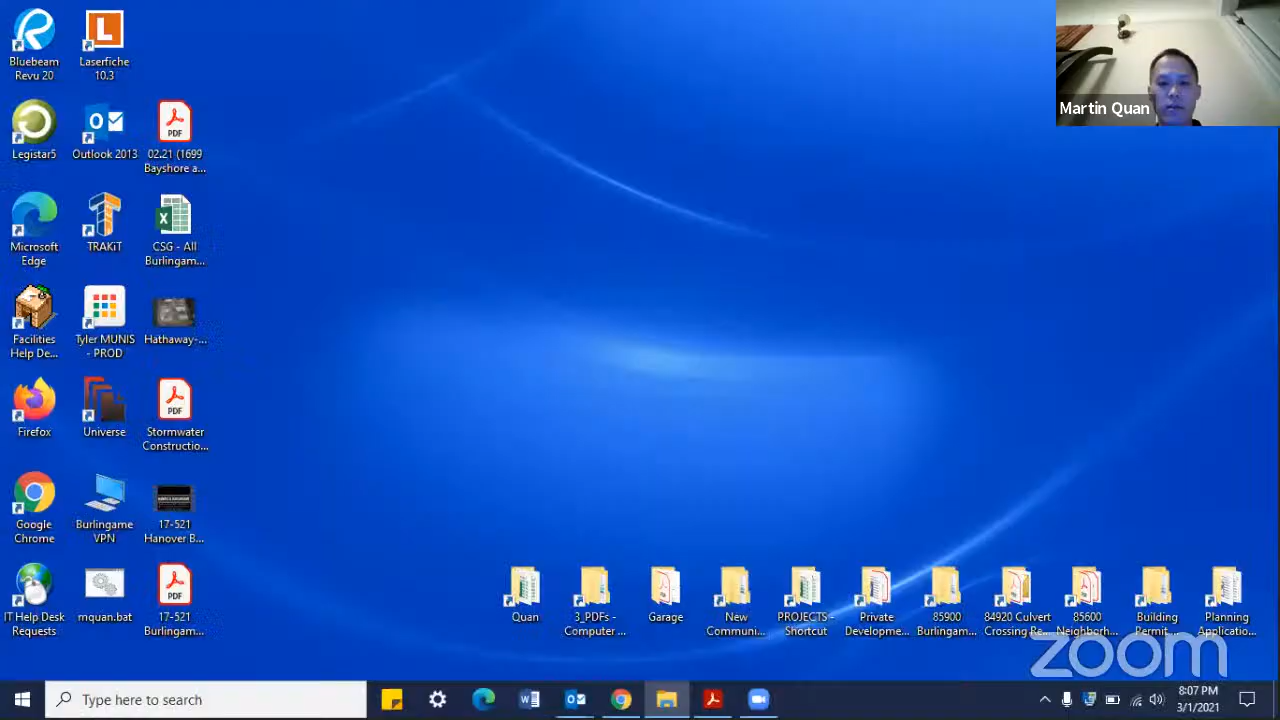 Bluebeam
Revu 20
Laserfiche
10.3
Martin Quan
Legistar5
Outlook 2013
PDF
02.21 (1699
Bayshore a...
Microsoft
Edge
TRAKiT
CSG - All
Burlingam...
Facilities
Help De...
Tyler MUNIS
- PROD
Hathaway-...
Firefox
Universe
PDF
Stormwater
Constructio...
Google
Chrome
Burlingame
VPN
17-521
Hanover B...
IT Help Desk
Requests
mquan.bat
PDF
17-521
Burlingam...
Quan
3_PDFs -
Computer ...
Garage
New
Communi...
PROJECTS -
Shortcut
Private
Developme...
85900
Burlingam...
84920 Culvert
Crossing Re...
85600
Neighborh...
Building
Permit ...
Planning
Applicatio...
zoom
Type here to search
8:07 PM
3/1/2021